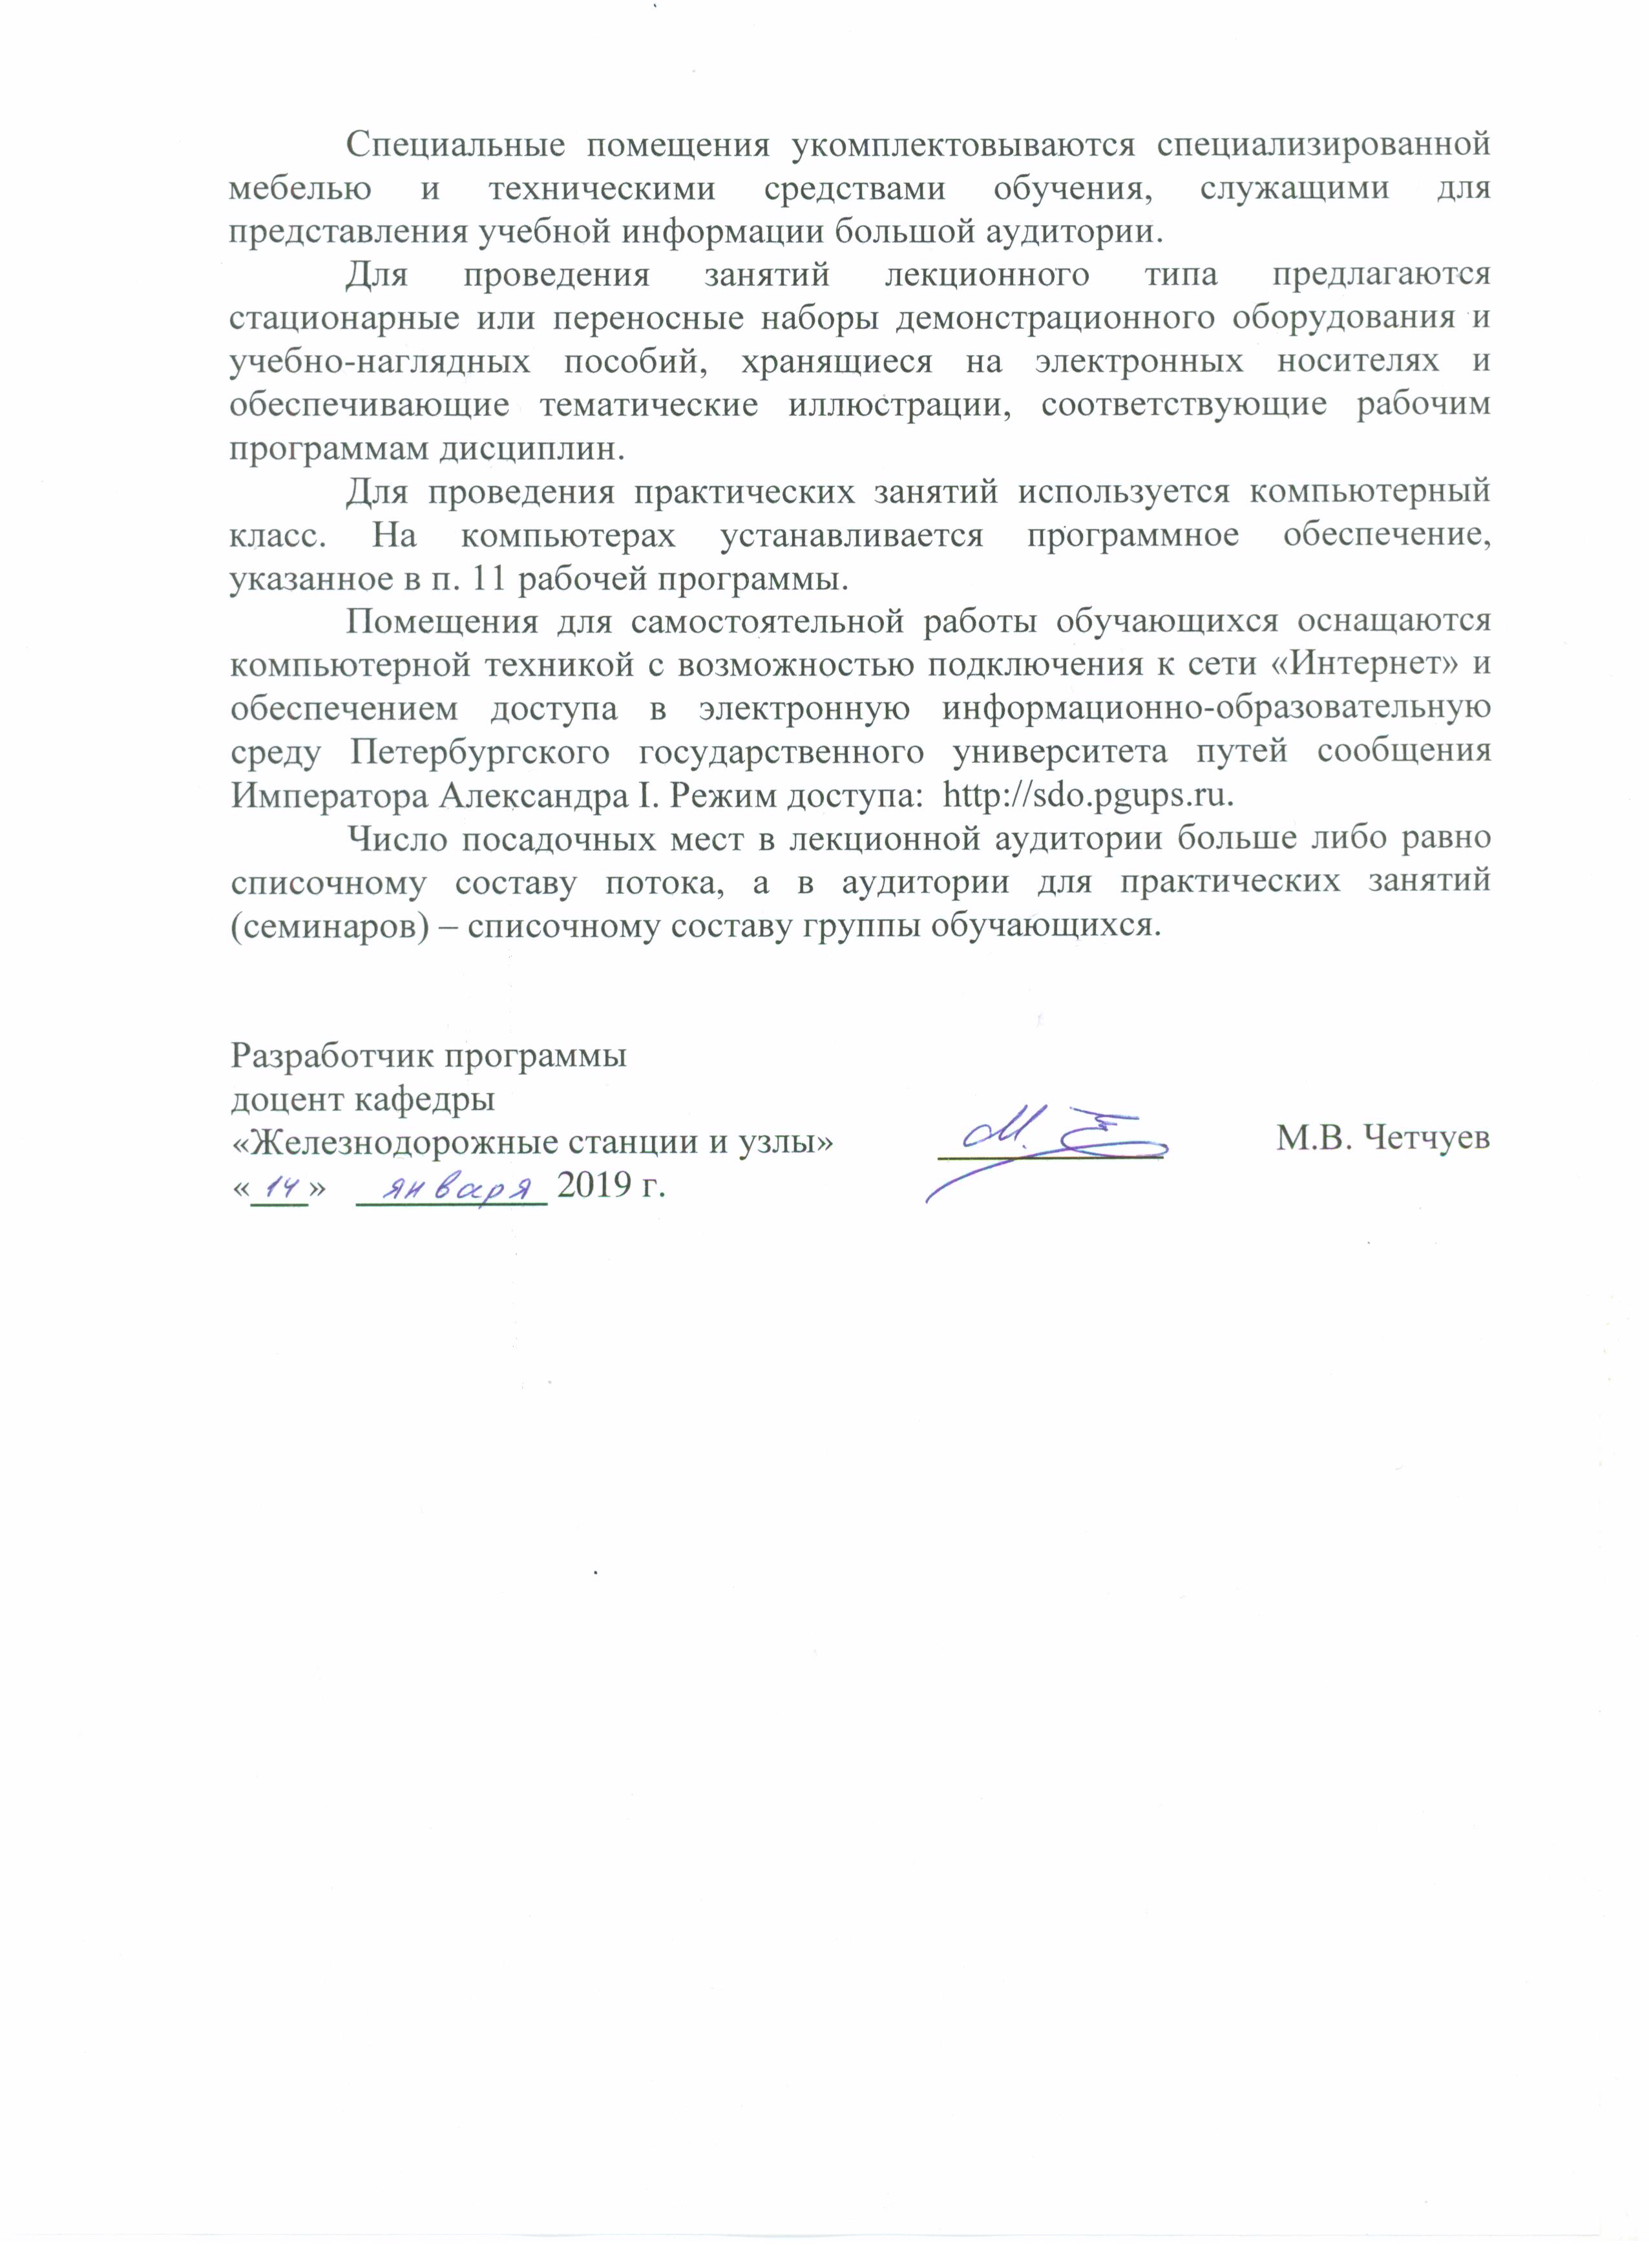 Специальные помещения укомплектовываются специализированной
мебелью и техническими средствами обучения, служащими для
представления учебной информации большой аудитории.
Для проведения занятий лекционного типа предлагаются
стационарные или переносные наборы демонстрационного оборудования и
учебно-наглядных пособий, хранящиеся на электронных носителях и
обеспечивающие тематические иллюстрации, соответствующие рабочим
программам дисциплин.
Для проведения практических занятий используется компьютерный
класс. На компьютерах устанавливается программное обеспечение,
указанное в п. 11 рабочей программы.
Помещения для самостоятельной работы обучающихся оснащаются
компьютерной техникой с возможностью подключения к сети «Интернет» и
обеспечением доступа в электронную информационно-образовательную
среду Петербургского государственного университета путей сообщения
Императора Александра I. Режим доступа: http://sdo.pgups.ru.
Число посадочных мест в лекционной аудитории больше либо равно
списочному составу потока, а в аудитории для практических занятий
(семинаров) – списочному составу группы обучающихся.
Разработчик программы
доцент кафедры
«Железнодорожные станции и узлы» М.В. Четчуев
«14» января 2019 г.